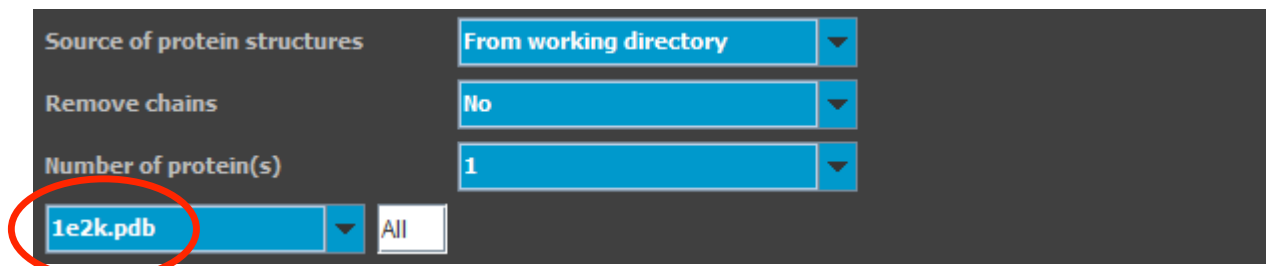 Source of protein structures From working directory
Remove chains No
Number of protein(s) 1
1e2k.pdb All